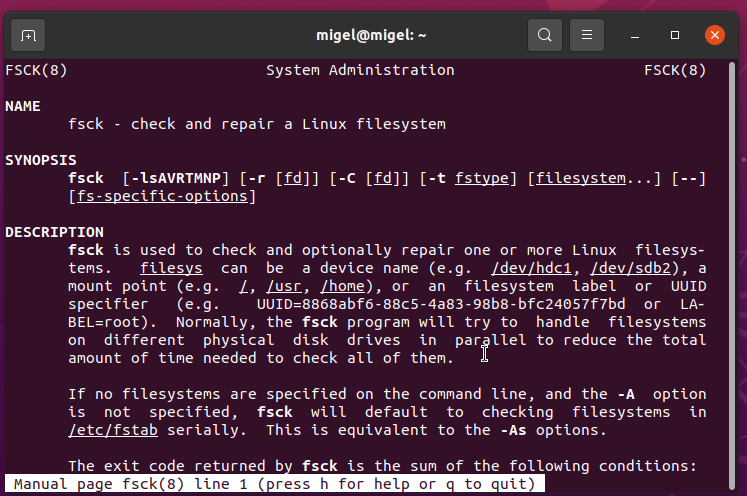 migel@migel: ~
FSCK(8) System Administration FSCK(8)
NAME
fsck - check and repair a Linux filesystem
SYNOPSIS
fsck [-lsAVRTMNP] [-r [fd]] [-C [fd]] [-t fstype] [filesystem...] [--]
[fs-specific-options]
DESCRIPTION
fsck is used to check and optionally repair one or more Linux filesys-
tems. filesys can be a device name (e.g. /dev/hdc1, /dev/sdb2), a
mount point (e.g. /, /usr, /home), or an filesystem label or UUID
specifier (e.g. UUID=8868abf6-88c5-4a83-98b8-bfc24057f7bd or LA-
BEL=root). Normally, the fsck program will try to handle filesystems
on different physical disk drives in parallel to reduce the total
amount of time needed to check all of them.
If no filesystems are specified on the command line, and the -A option
is not specified, fsck will default to checking filesystems in
/etc/fstab serially. This is equivalent to the -As options.
The exit code returned by fsck is the sum of the following conditions:
Manual page fsck(8) line 1 (press h for help or q to quit)